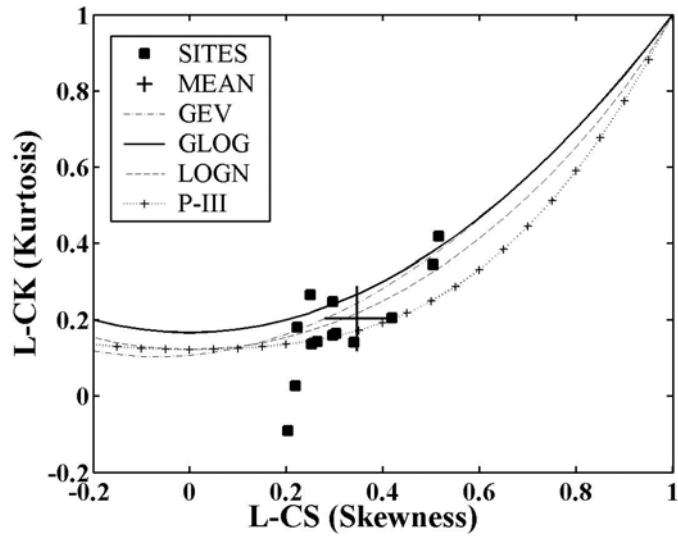 1
0.8
0.6
0.4
0.2
0
-0.2
L-CK (Kurtosis)
SITES
MEAN
GEV
GLOG
LOGN
P-III
-0.2 0 0.2 0.4 0.6 0.8 1
L-CS (Skewness)